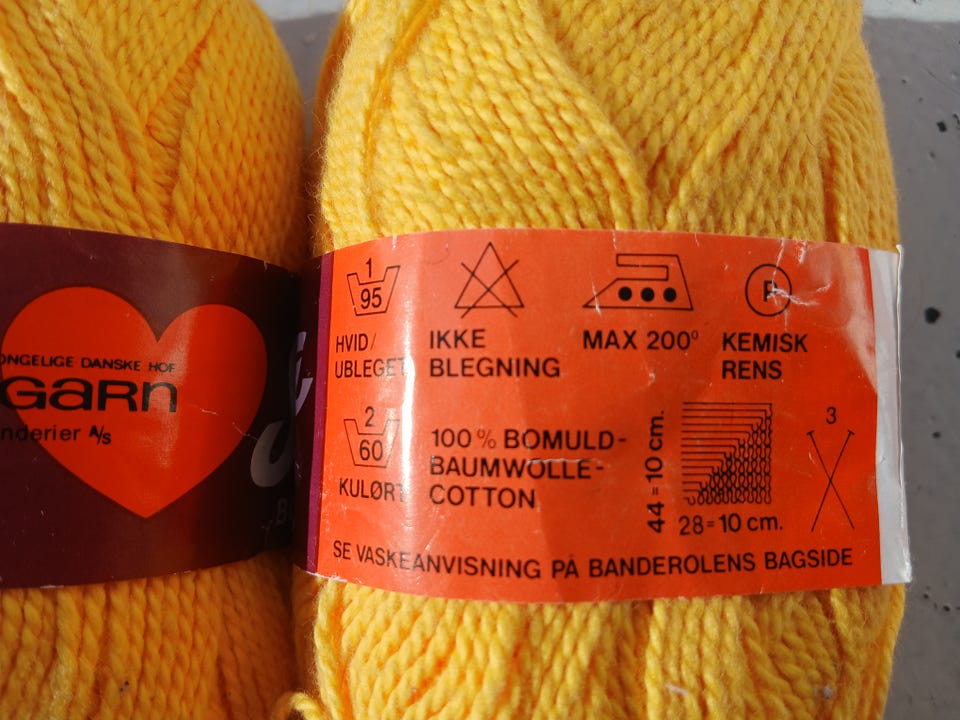 ONGELIGE DANSKE HOF
GARN
nderier A/S
1
95
HVID/
UBLEGET
IKKE
BLEGNING
MAX 200°
P
KEMISK
RENS
2
60
KULØRT
100% BOMULD-
BAUMWOLLE-
COTTON
44=10 cm.
28=10 cm.
3
SE VASKEANVISNING PÅ BANDEROLENS BAGSIDE